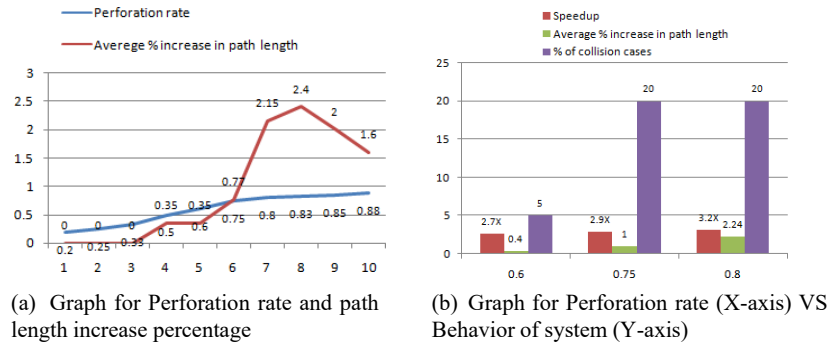 Perforation rate
Averege % increase in path length
3
2.5
2
1.5
1
0.5
0
0 0 0 0.35 0.35 0.77 2.15 2.4 2 1.6
0.2 0.25 0.33 0.5 0.6 0.75 0.8 0.83 0.85 0.88
1 2 3 4 5 6 7 8 9 10
(a) Graph for Perforation rate and path
length increase percentage
Speedup
Average % increase in path length
% of collision cases
25
20
15
10
5
0
2.7X 0.4 5 2.9X 1 20 3.2X 2.24 20
0.6 0.75 0.8
(b) Graph for Perforation rate (X-axis) VS
Behavior of system (Y-axis)